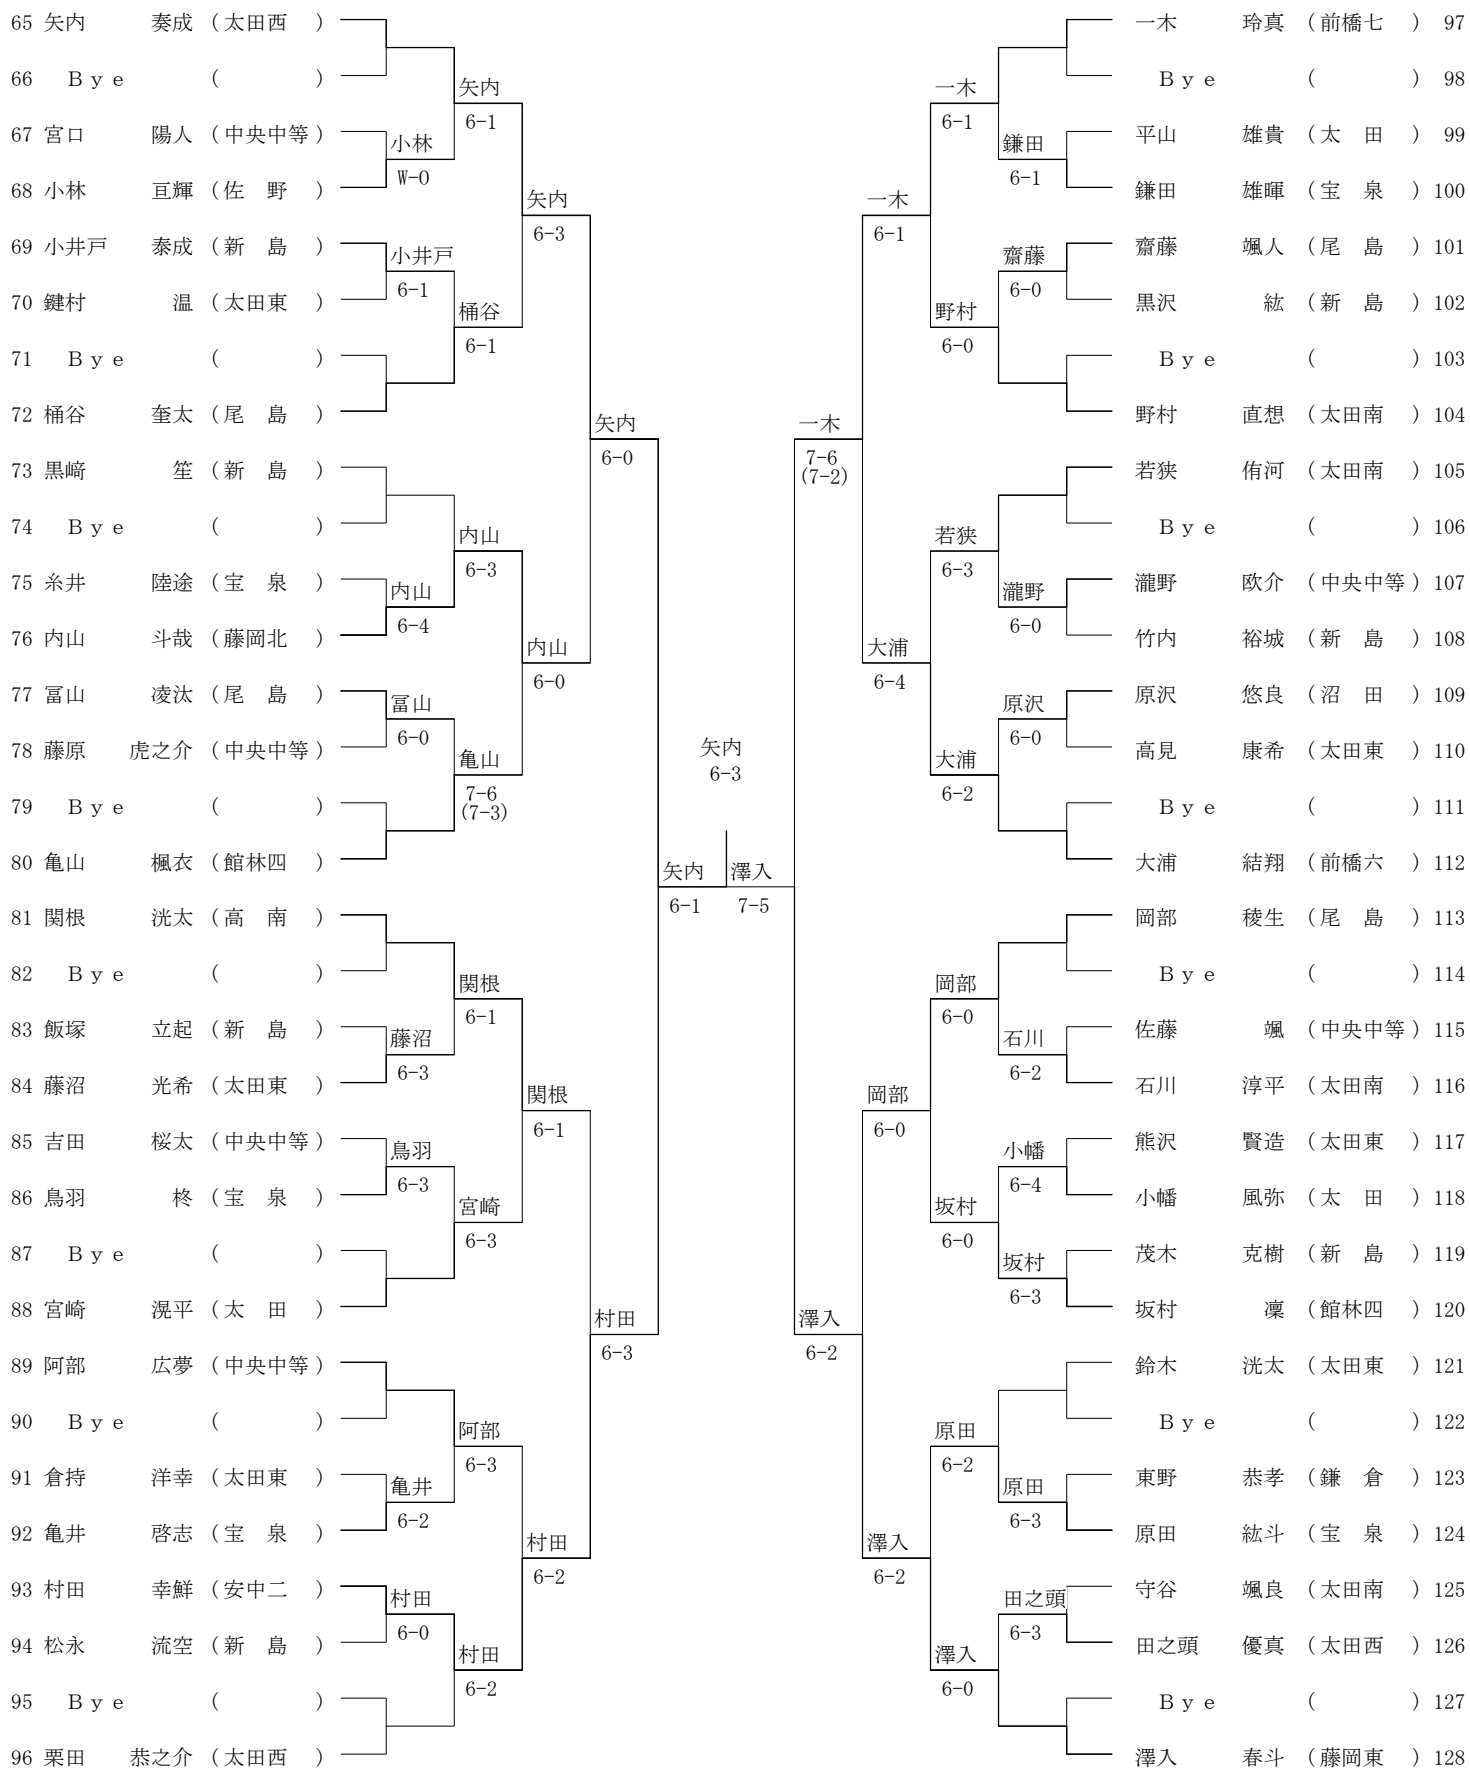 65 矢内 奏成 （太田西 ）
66 Ｂｙｅ （ ）
67 宮口 陽人 （中央中等）
68 小林 亘輝 （佐 野 ）
69 小井戸 泰成 （新 島 ）
70 鍵村 温 （太田東 ）
71 Ｂｙｅ （ ）
72 桶谷 奎太 （尾 島 ）
73 黒﨑 笙 （新 島 ）
74 Ｂｙｅ （ ）
75 糸井 陸途 （宝 泉 ）
76 内山 斗哉 （藤岡北 ）
77 冨山 凌汰 （尾 島 ）
78 藤原 虎之介 （中央中等）
79 Ｂｙｅ （ ）
80 亀山 楓衣 （館林四 ）
81 関根 洸太 （高 南 ）
82 Ｂｙｅ （ ）
83 飯塚 立起 （新 島 ）
84 藤沼 光希 （太田東 ）
85 吉田 桜太 （中央中等）
86 鳥羽 柊 （宝 泉 ）
87 Ｂｙｅ （ ）
88 宮崎 滉平 （太 田 ）
89 阿部 広夢 （中央中等）
90 Ｂｙｅ （ ）
91 倉持 洋幸 （太田東 ）
92 亀井 啓志 （宝 泉 ）
93 村田 幸鮮 （安中二 ）
94 松永 流空 （新 島 ）
95 Ｂｙｅ （ ）
96 栗田 恭之介 （太田西 ）
小林
W-O
小井戸
6-1
内山
6-4
冨山
6-0
藤沼
6-3
鳥羽
6-3
亀井
6-2
村田
6-0
矢内
6-1
桶谷
6-1
内山
6-3
亀山
7-6
(7-3)
関根
6-1
宮崎
6-3
阿部
6-3
村田
6-2
矢内
6-3
内山
6-0
関根
6-1
村田
6-2
矢内
6-0
村田
6-3
矢内
6-1
矢内
6-3
澤入
7-5
一木
7-6
(7-2)
澤入
6-2
一木
6-1
大浦
6-4
岡部
6-0
澤入
6-2
一木
6-1
野村
6-0
若狭
6-3
大浦
6-2
岡部
6-0
坂村
6-0
原田
6-2
澤入
6-0
鎌田
6-1
齋藤
6-0
瀧野
6-0
原沢
6-0
石川
6-2
小幡
6-4
坂村
6-3
原田
6-3
田之頭
6-3
一木 玲真 （前橋七 ） 97
Ｂｙｅ （ ） 98
平山 雄貴 （太 田 ） 99
鎌田 雄暉 （宝 泉 ） 100
齋藤 颯人 （尾 島 ） 101
黒沢 紘 （新 島 ） 102
Ｂｙｅ （ ） 103
野村 直想 （太田南 ） 104
若狭 侑河 （太田南 ） 105
Ｂｙｅ （ ） 106
瀧野 欧介 （中央中等） 107
竹内 裕城 （新 島 ） 108
原沢 悠良 （沼 田 ） 109
高見 康希 （太田東 ） 110
Ｂｙｅ （ ） 111
大浦 結翔 （前橋六 ） 112
岡部 稜生 （尾 島 ） 113
Ｂｙｅ （ ） 114
佐藤 颯 （中央中等） 115
石川 淳平 （太田南 ） 116
熊沢 賢造 （太田東 ） 117
小幡 風弥 （太 田 ） 118
茂木 克樹 （新 島 ） 119
坂村 凜 （館林四 ） 120
鈴木 洸太 （太田東 ） 121
Ｂｙｅ （ ） 122
東野 恭孝 （鎌 倉 ） 123
原田 紘斗 （宝 泉 ） 124
守谷 颯良 （太田南 ） 125
田之頭 優真 （太田西 ） 126
Ｂｙｅ （ ） 127
澤入 春斗 （藤岡東 ） 128